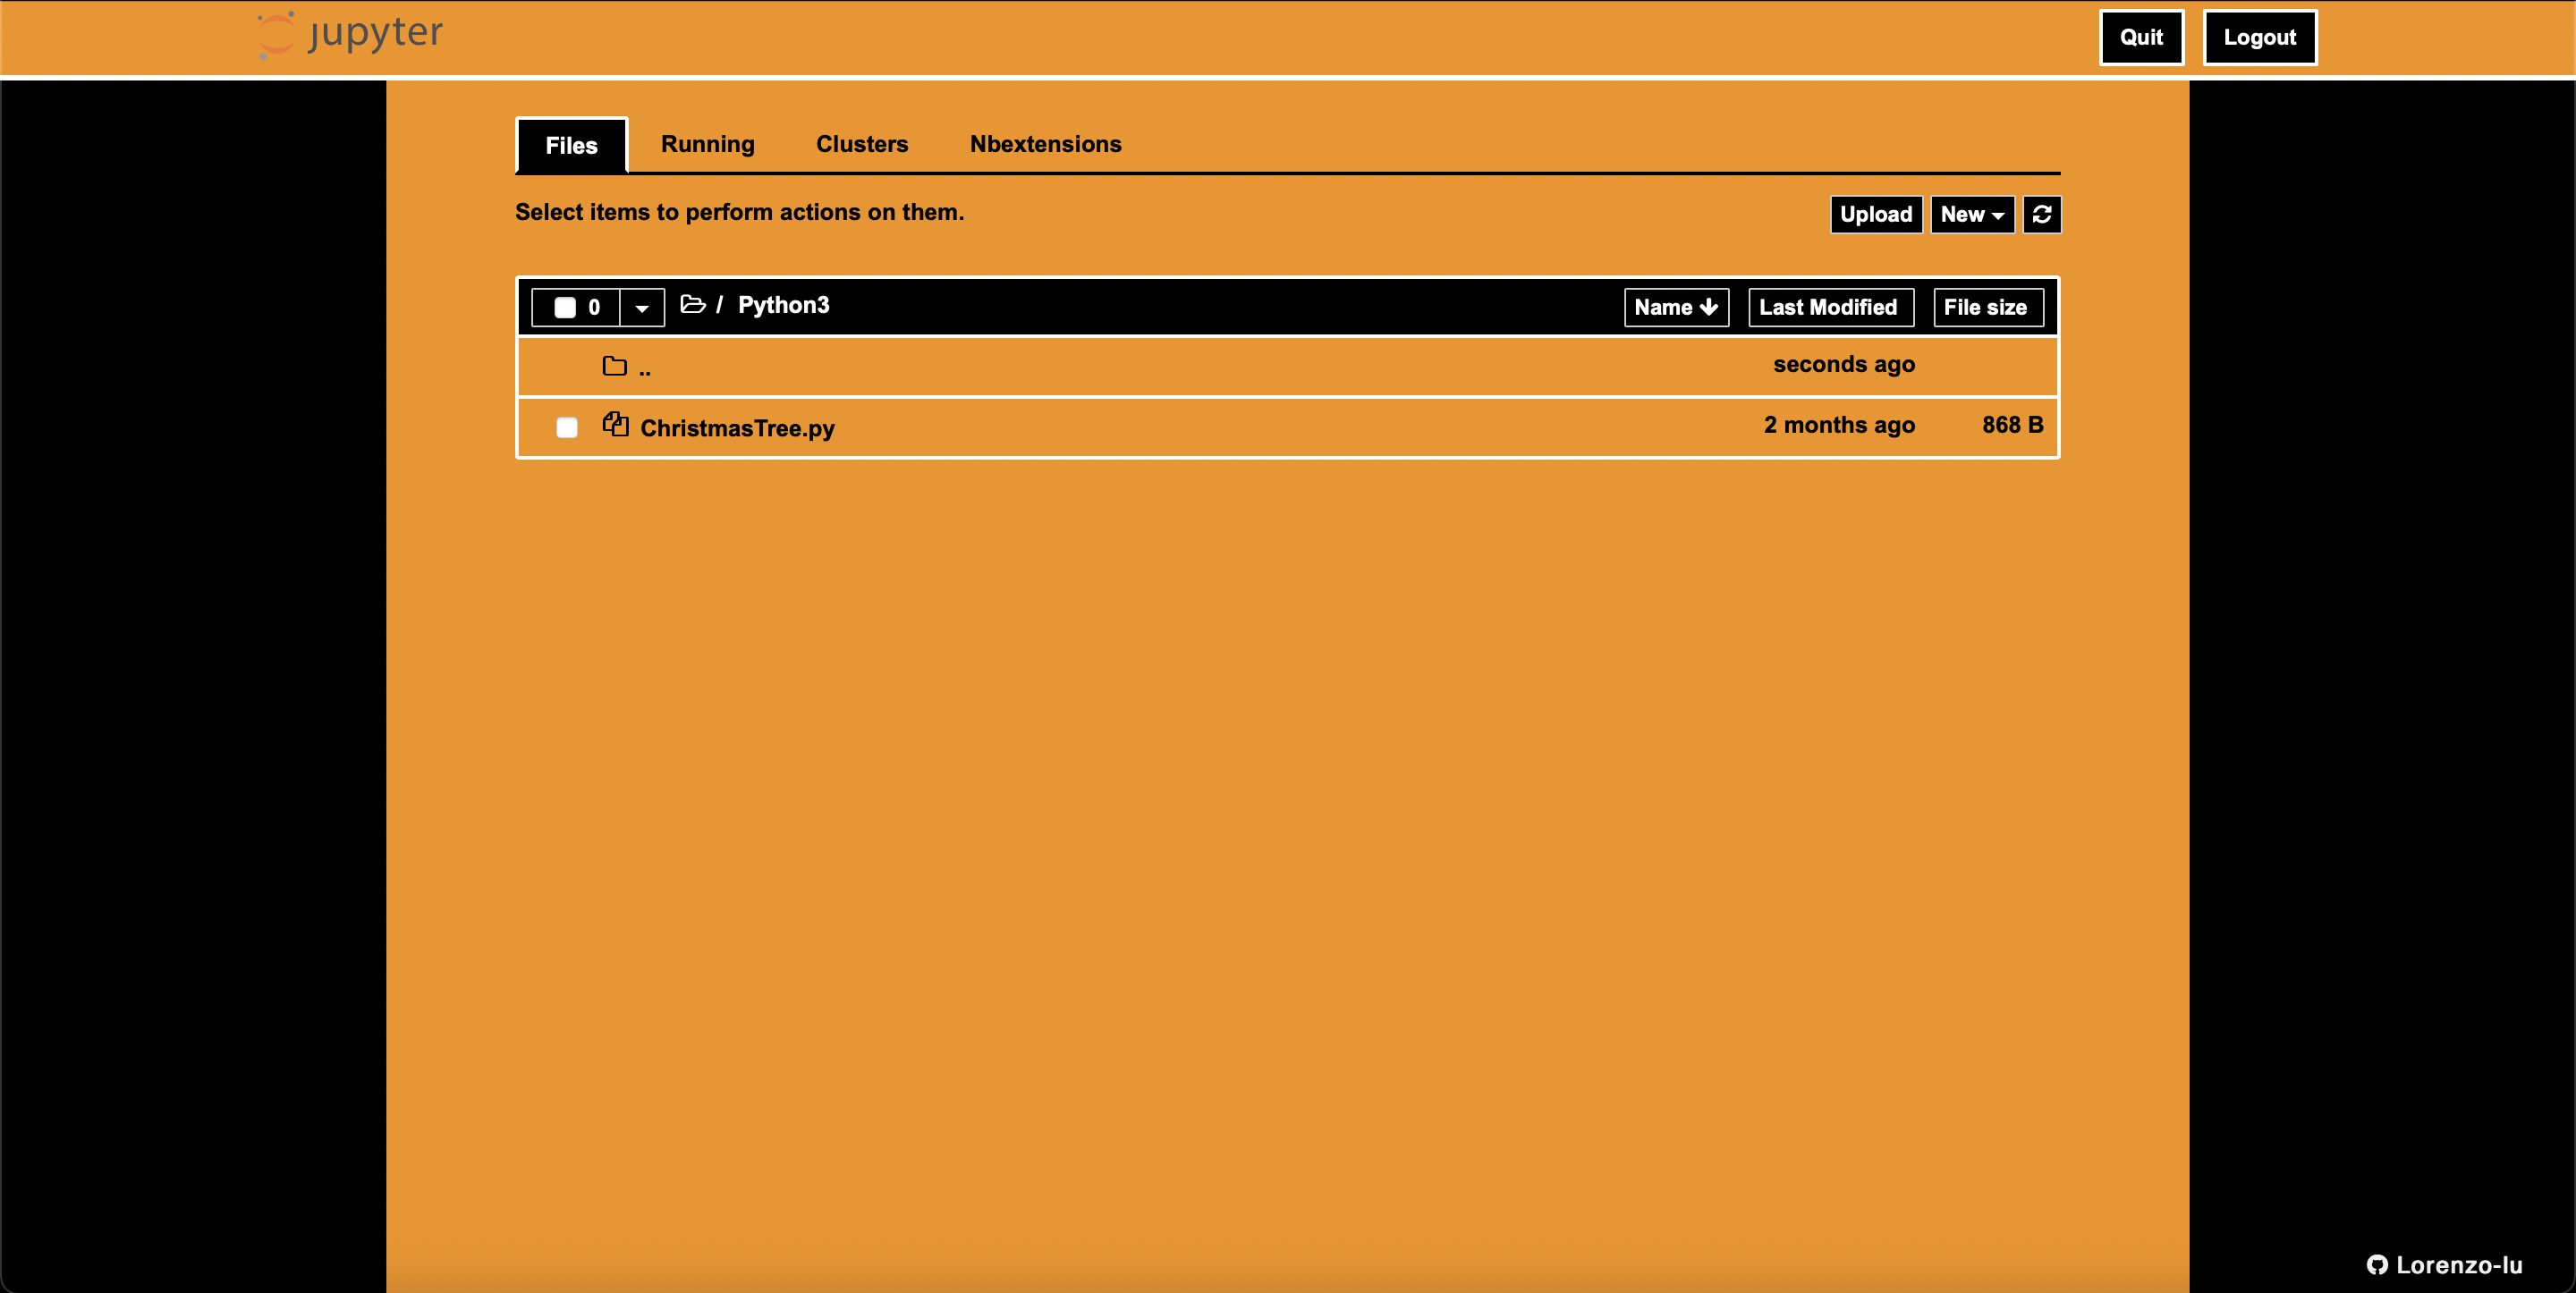 jupyter Quit Logout
Files Running Clusters Nbextensions
Select items to perform actions on them. Upload New
0 / Python3 Name Last Modified File size
.. seconds ago
ChristmasTree.py 2 months ago 868 B
Lorenzo-lu